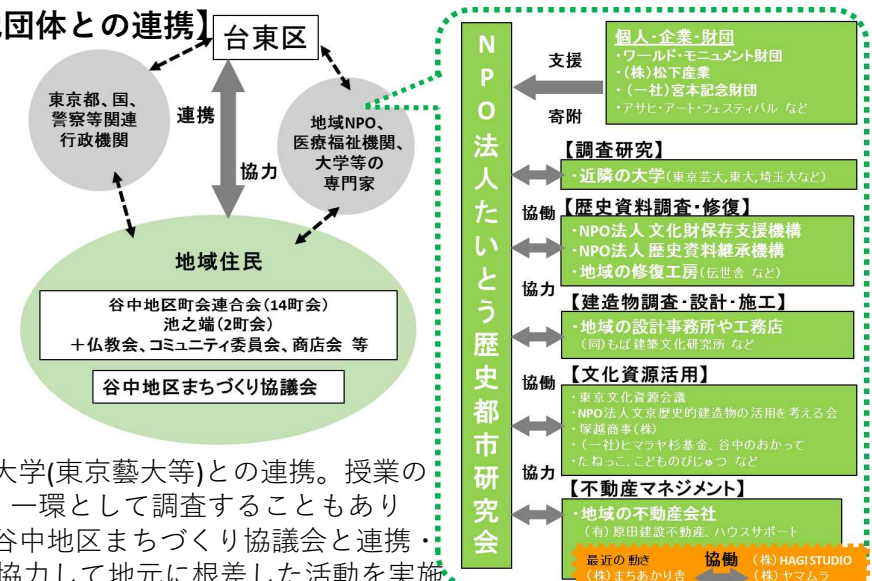 団体との連携】
台東区
東京都、国、
警察等関連
行政機関
連携
協力
地域NPO、
医療福祉機関、
大学等の
専門家
地域住民
谷中地区町会連合会(14町会)
池之端(2町会)
＋仏教会、コミュニティ委員会、商店会 等
谷中地区まちづくり協議会
大学(東京藝大等)との連携。授業の
一環として調査することもあり
谷中地区まちづくり協議会と連携・
協力して地元に根差した活動を実施
NPO法人たいとう歴史都市研究会
支援
寄附
個人・企業・財団
・ワールド・モニュメント財団
・(株)松下産業
・(一社)宮本記念財団
・アサヒ・アート・フェスティバル など
【調査研究】
・近隣の大学(東京芸大,東大,埼玉大など)
協働
【歴史資料調査・修復】
・NPO法人 文化財保存支援機構
・NPO法人 歴史資料継承機構
・地域の修復工房(伝世舎 など)
協力
【建造物調査・設計・施工】
・地域の設計事務所や工務店
(同)もば建築文化研究所 など
協働
【文化資源活用】
・東京文化資源会議
・NPO法人文京歴史的建造物の活用を考える会
・塚越商事(株)
・(一社)ヒマラヤ杉基金、谷中のおかって
・たねっこ、こどものびじゅつ など
協力
【不動産マネジメント】
・地域の不動産会社
(有)原田建設不動産、ハウスサポート
最近の動き
協働
(株)HAGI STUDIO
(株)まちあかり舎
(株)ヤマムラ